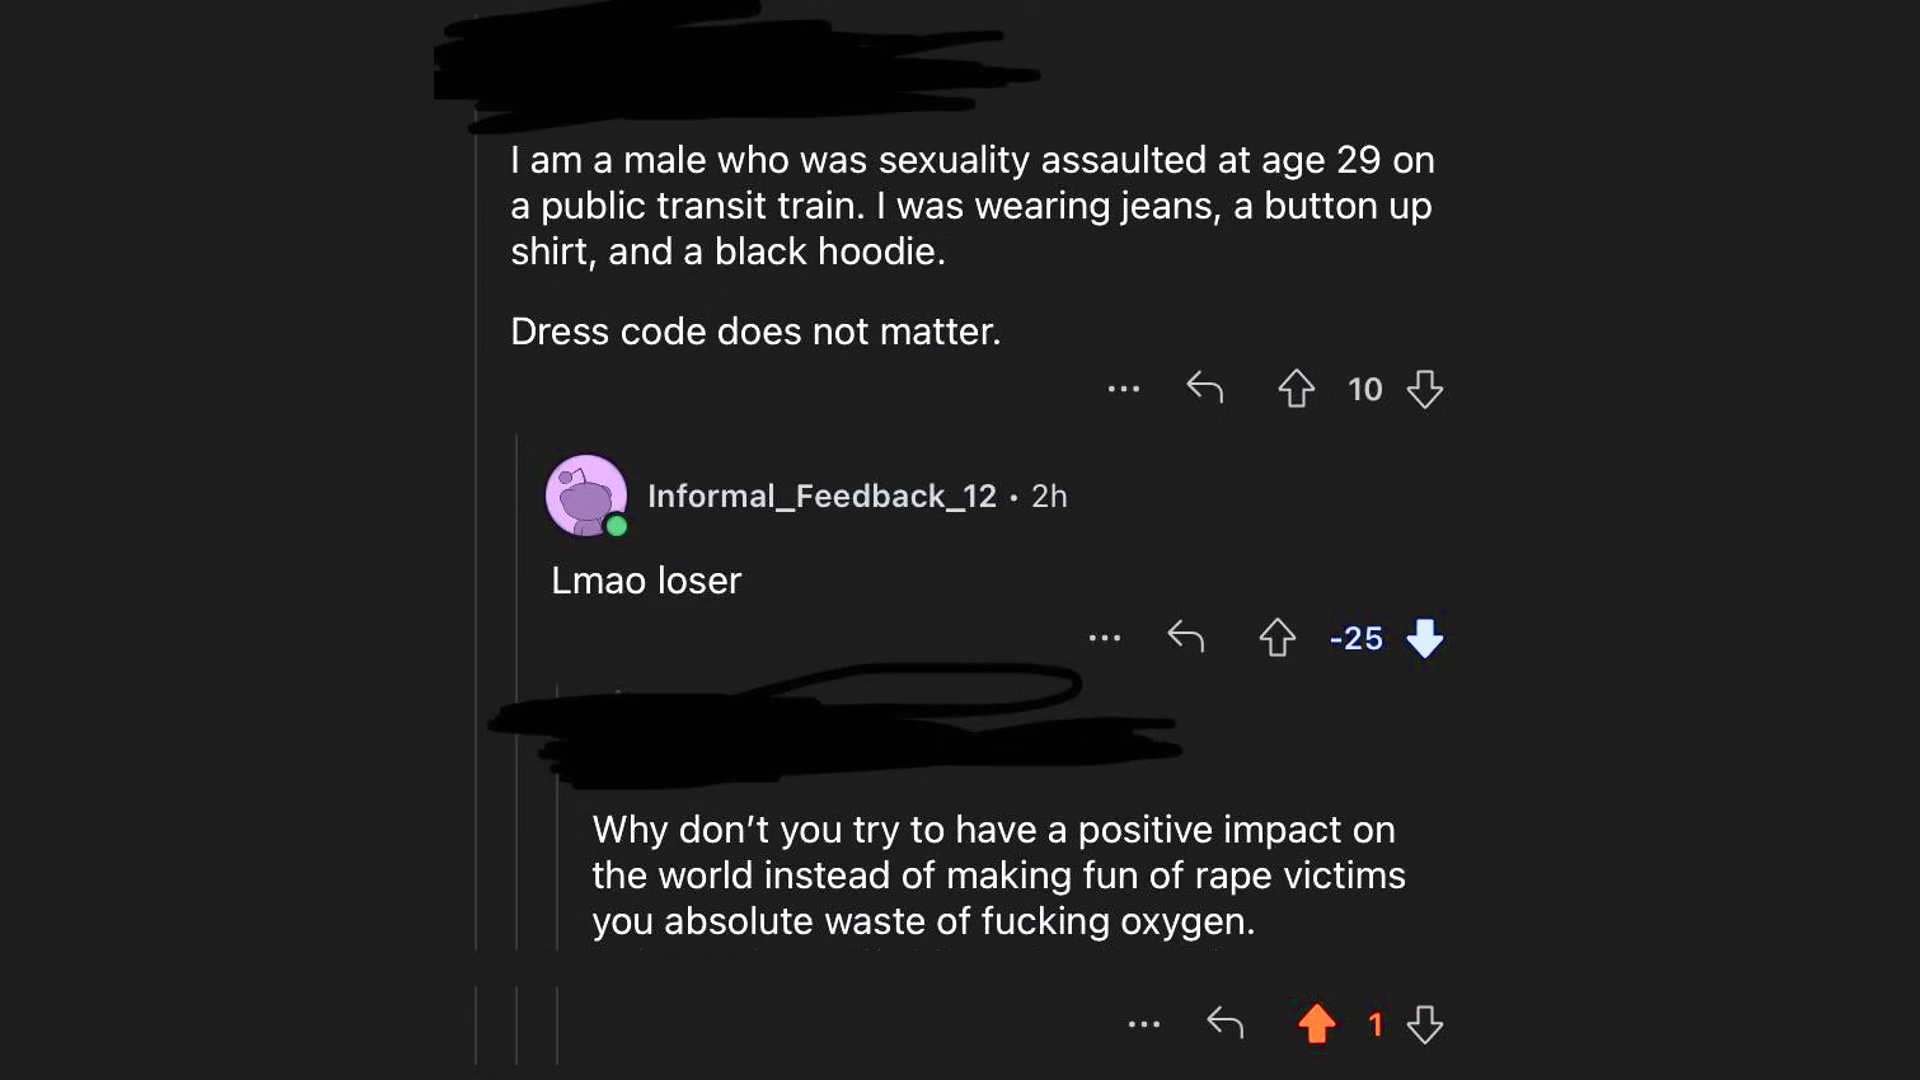 I am a male who was sexuality assaulted at age 29 on
a public transit train. I was wearing jeans, a button up
shirt, and a black hoodie.
Dress code does not matter.
10
Informal_Feedback_12 • 2h
Lmao loser
-25
Why don’t you try to have a positive impact on
the world instead of making fun of rape victims
you absolute waste of fucking oxygen.
1